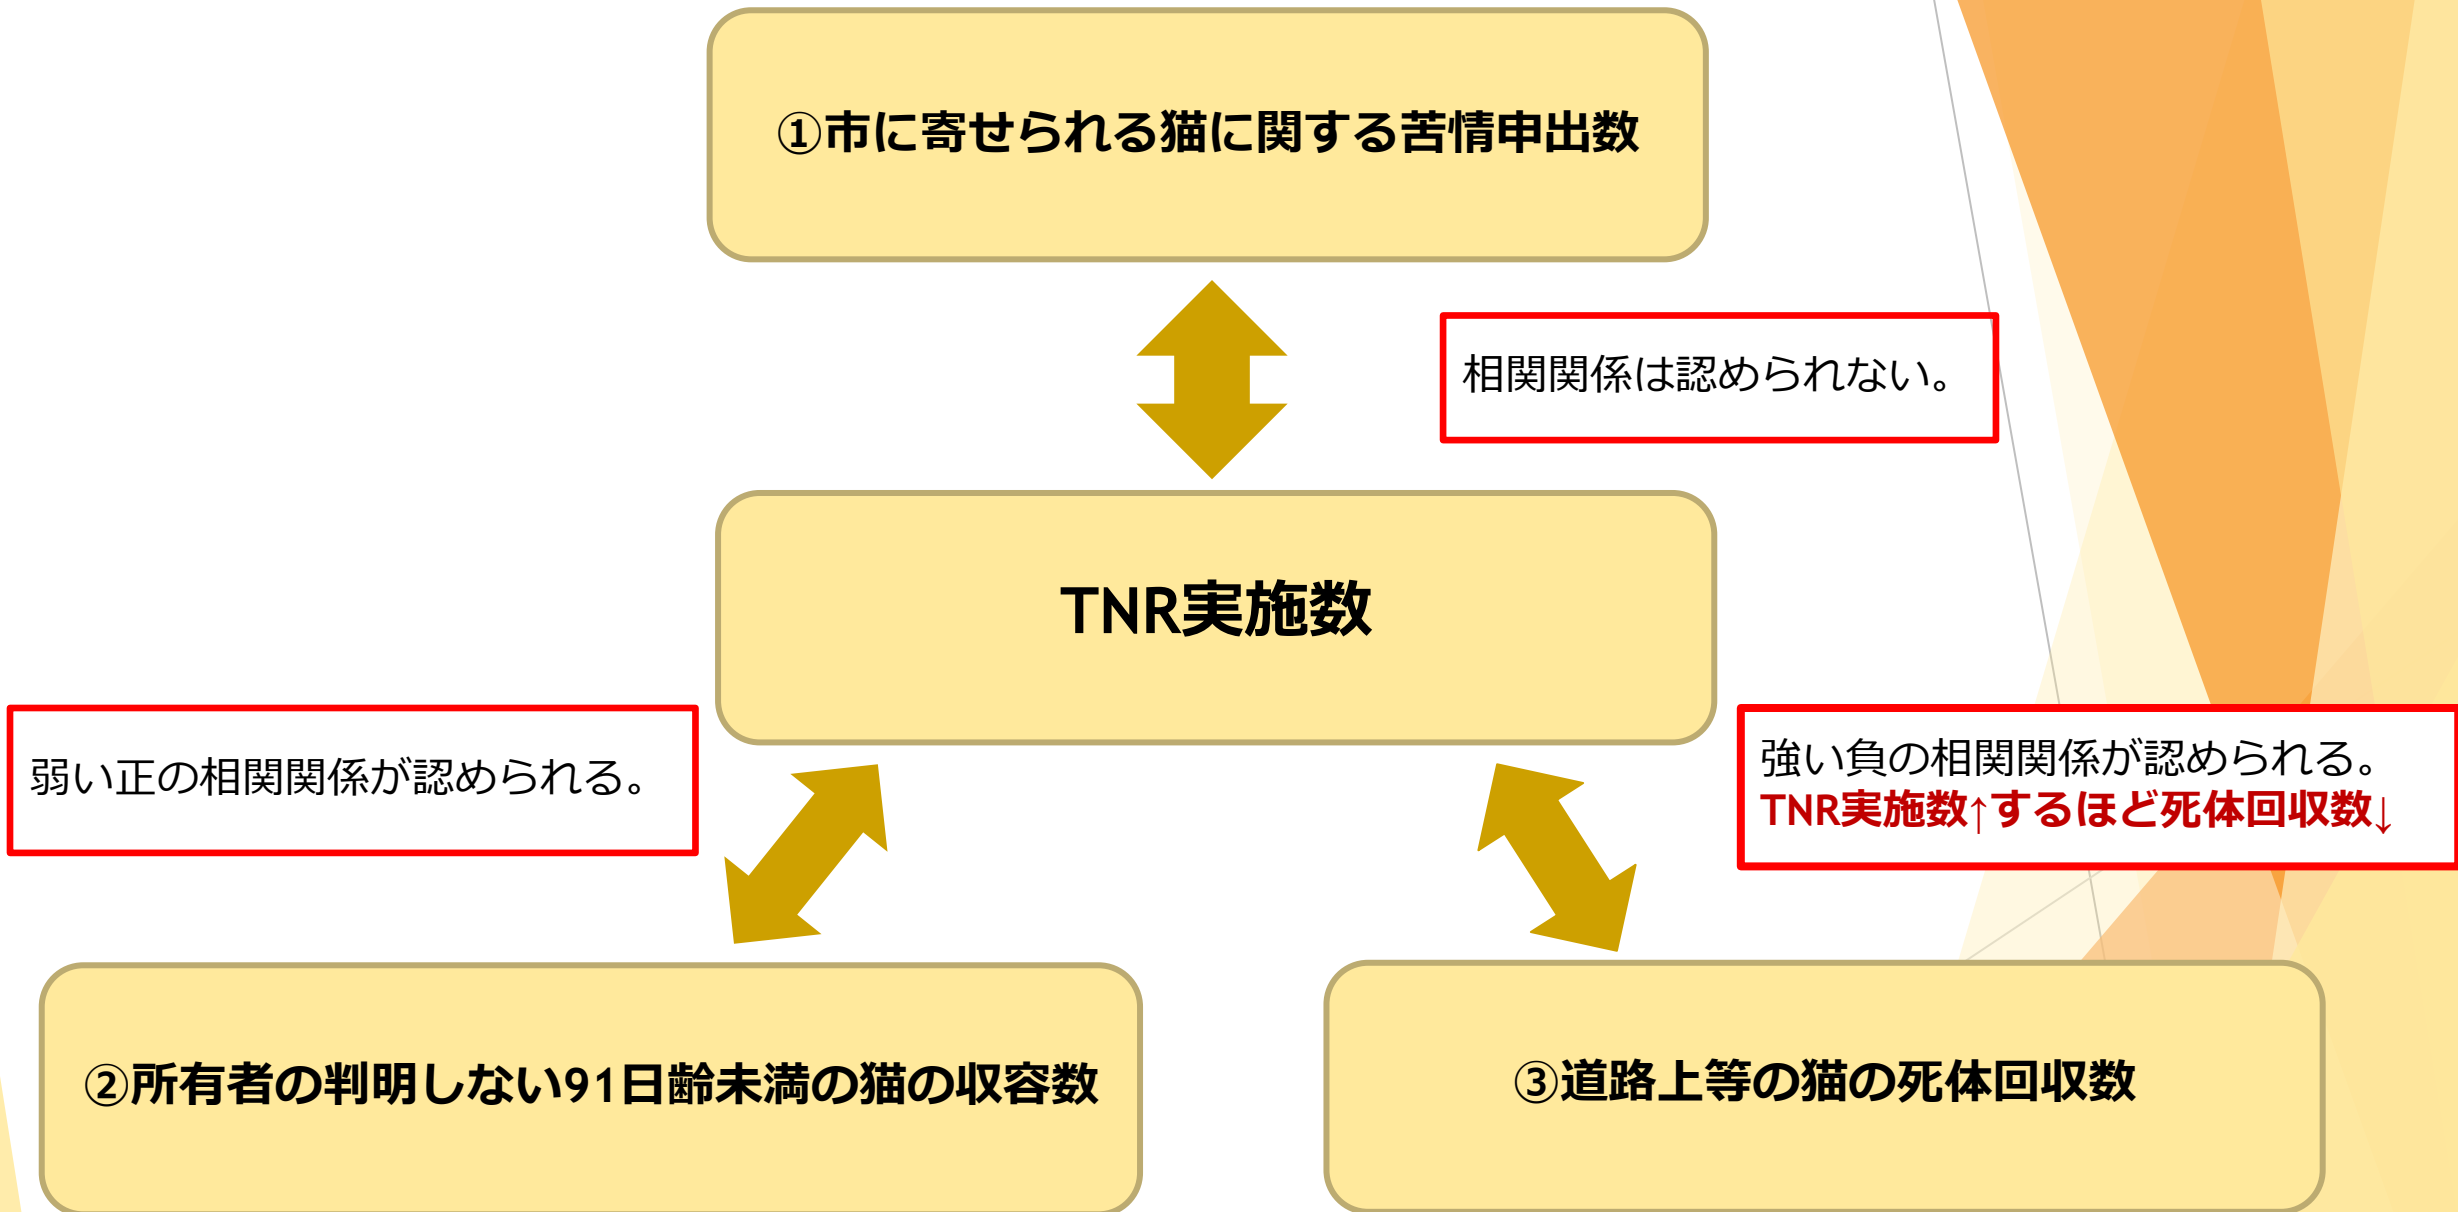 ①市に寄せられる猫に関する苦情申出数
相関関係は認められない。
TNR実施数
弱い正の相関関係が認められる。
強い負の相関関係が認められる。
TNR実施数↑するほど死体回収数↓
②所有者の判明しない91日齢未満の猫の収容数
③道路上等の猫の死体回収数